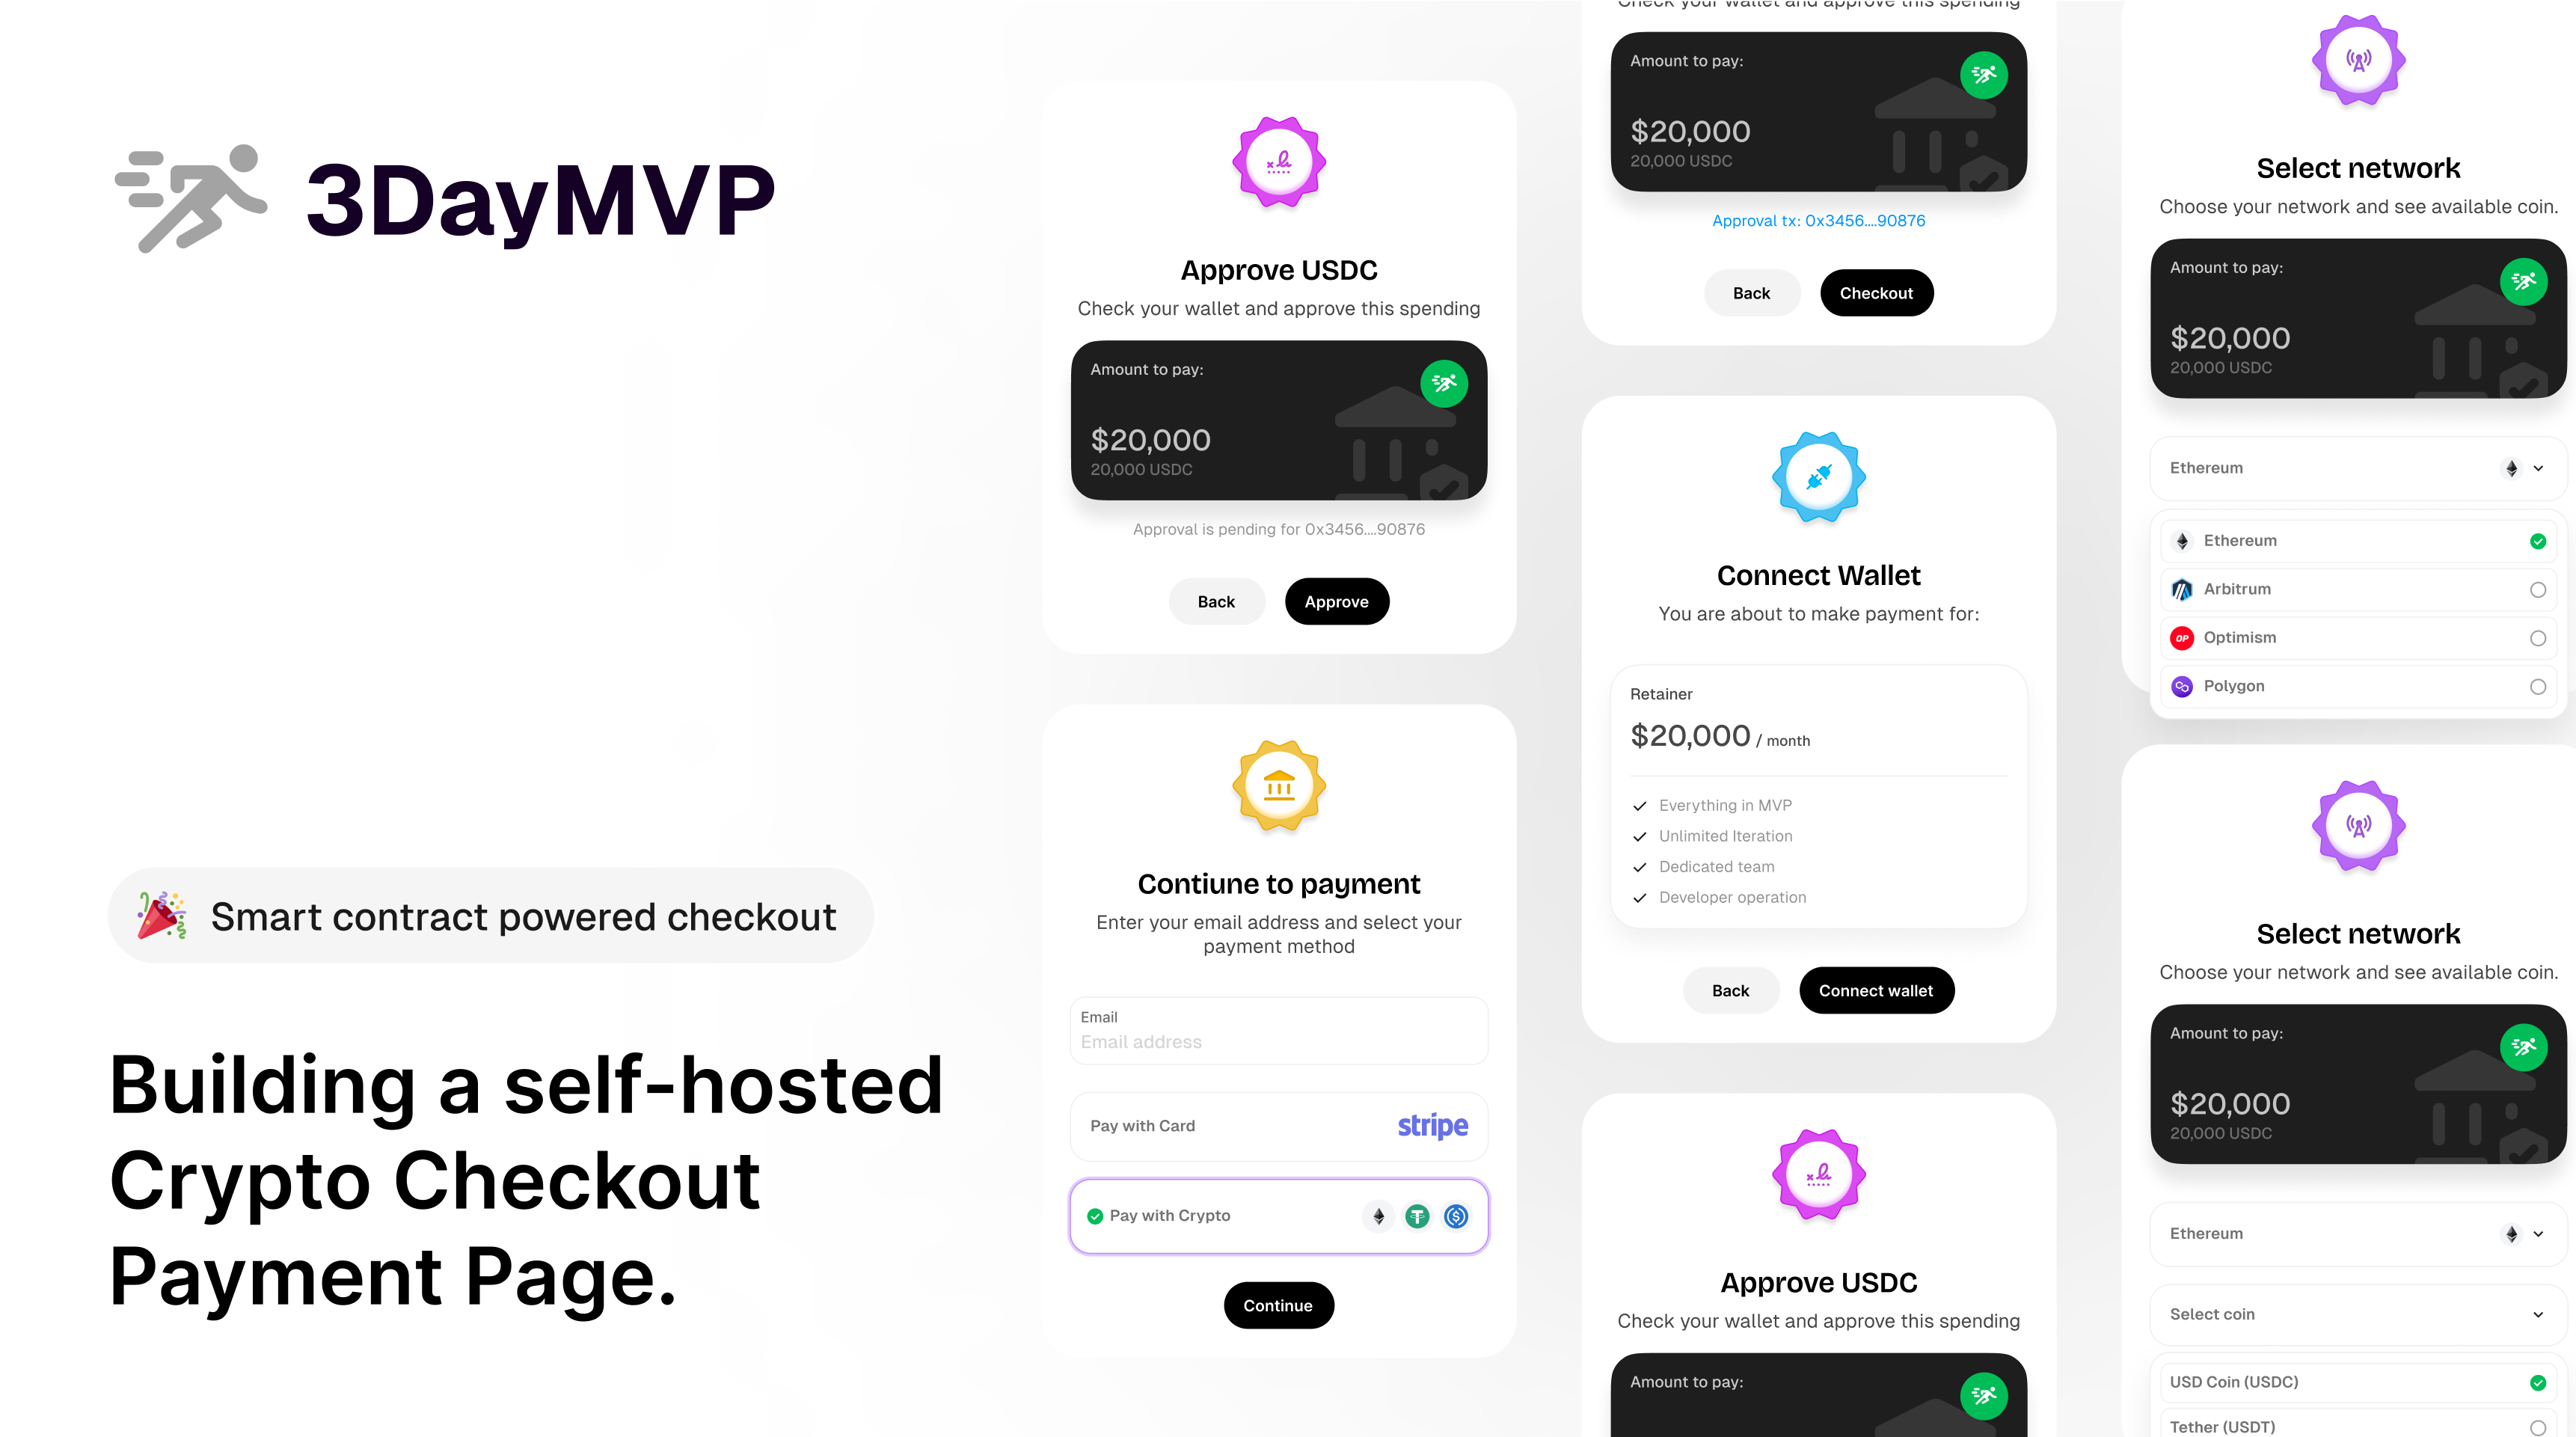 3DayMVP
🎉 Smart contract powered checkout
Building a self-hosted
Crypto Checkout
Payment Page.
Approve USDC
Check your wallet and approve this spending
Amount to pay:
$20,000
20,000 USDC
Approval is pending for 0x3456....90876
Back
Approve
Contiune to payment
Enter your email address and select your
payment method
Email
Email address
Pay with Card
stripe
Pay with Crypto
Continue
Check your wallet and approve this spending
Amount to pay:
$20,000
20,000 USDC
Approval tx: 0x3456....90876
Back
Checkout
Connect Wallet
You are about to make payment for:
Retainer
$20,000 / month
Everything in MVP
Unlimited Iteration
Dedicated team
Developer operation
Back
Connect wallet
Approve USDC
Check your wallet and approve this spending
Amount to pay:
Select network
Choose your network and see available coin.
Amount to pay:
$20,000
20,000 USDC
Ethereum
Ethereum
Arbitrum
OP Optimism
Polygon
Select network
Choose your network and see available coin.
Amount to pay:
$20,000
20,000 USDC
Ethereum
Select coin
USD Coin (USDC)
Tether (USDT)